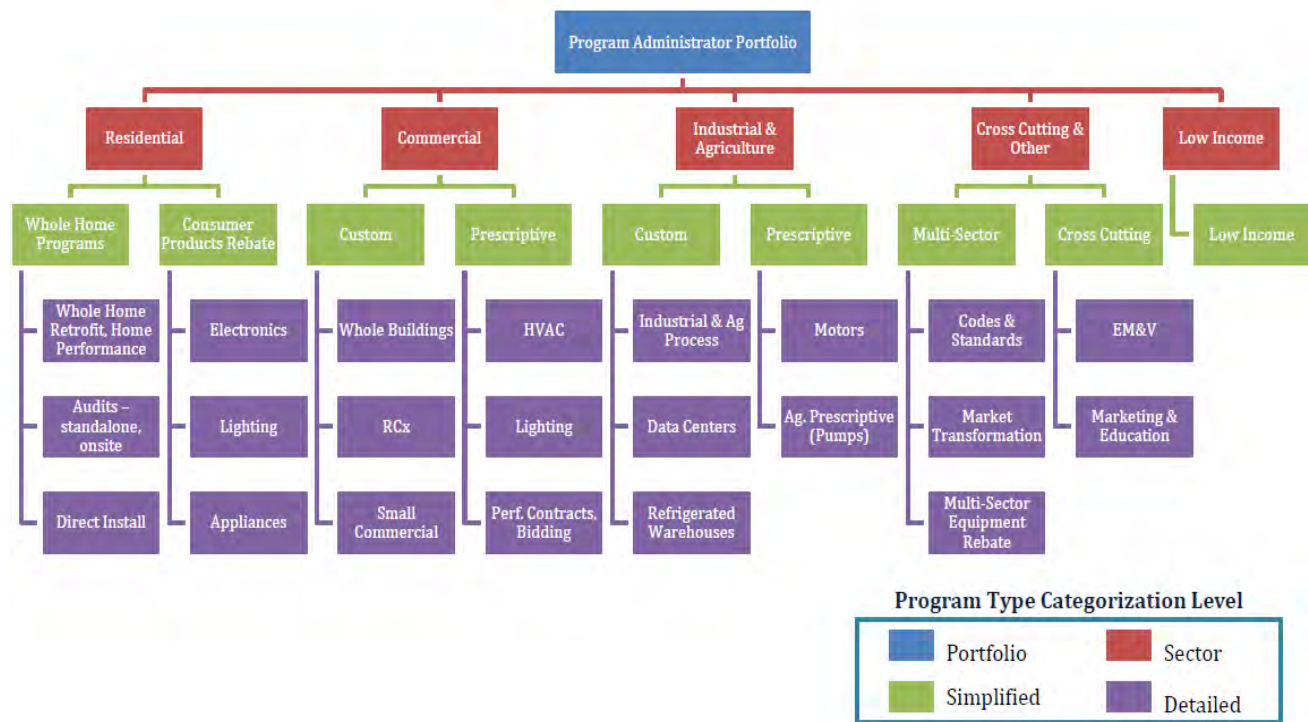 Program Administrator Portfolio
Residential
Commercial
Industrial &
Agriculture
Cross Cutting &
Other
Low Income
Whole Home
Programs
Consumer
Products Rebate
Custom
Prescriptive
Custom
Prescriptive
Multi-Sector
Cross Cutting
Low Income
Whole Home
Retrofit, Home
Performance
Electronics
Whole Buildings
HVAC
Industrial & Ag
Process
Motors
Codes &
Standards
EM&V
Audits –
standalone,
onsite
Lighting
RCx
Lighting
Data Centers
Ag. Prescriptive
(Pumps)
Market
Transformation
Marketing &
Education
Direct Install
Appliances
Small
Commercial
Perf. Contracts,
Bidding
Refrigerated
Warehouses
Multi-Sector
Equipment
Rebate
Program Type Categorization Level
Portfolio
Sector
Simplified
Detailed